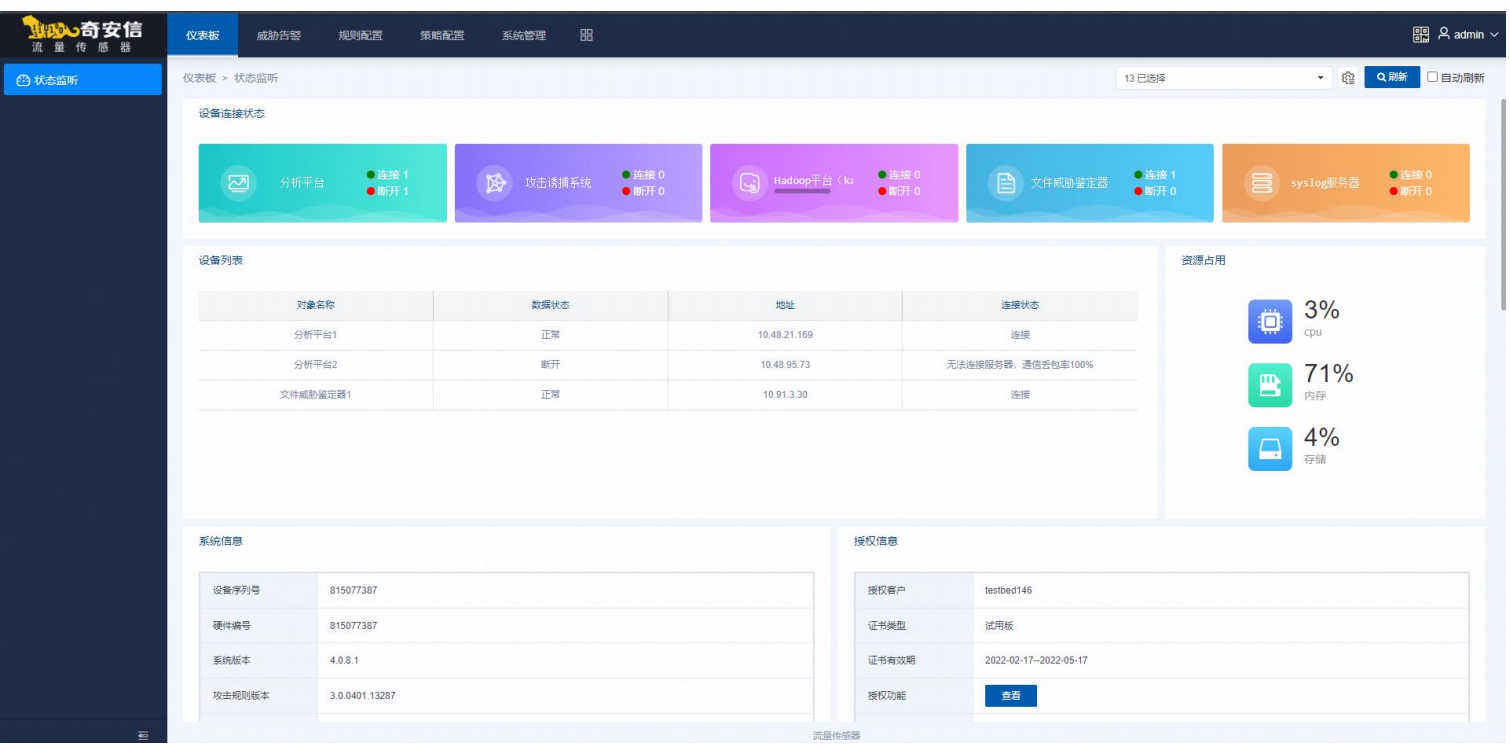 奇安信
流量传感器
仪表板 威胁告警 规则配置 策略配置 系统管理
admin
状态监听
仪表板 > 状态监听
13 已选择
刷新
自动刷新
设备连接状态
分析平台
连接 1
断开 1
攻击诱捕系统
连接 0
断开 0
Hadoop平台（ka
连接 0
断开 0
文件威胁鉴定器
连接 1
断开 0
syslog服务器
连接 0
断开 0
设备列表
对象名称 数据状态 地址 连接状态
分析平台1 正常 10.48.21.169 连接
分析平台2 断开 10.48.95.73 无法连接服务器，通信丢包率100%
文件威胁鉴定器1 正常 10.91.3.30 连接
资源占用
3%
cpu
71%
内存
4%
存储
系统信息
设备序列号 815077387
硬件编号 815077387
系统版本 4.0.8.1
攻击规则版本 3.0.0401.13287
授权信息
授权客户 testbed146
证书类型 试用版
证书有效期 2022-02-17--2022-05-17
授权功能 查看
流量传感器